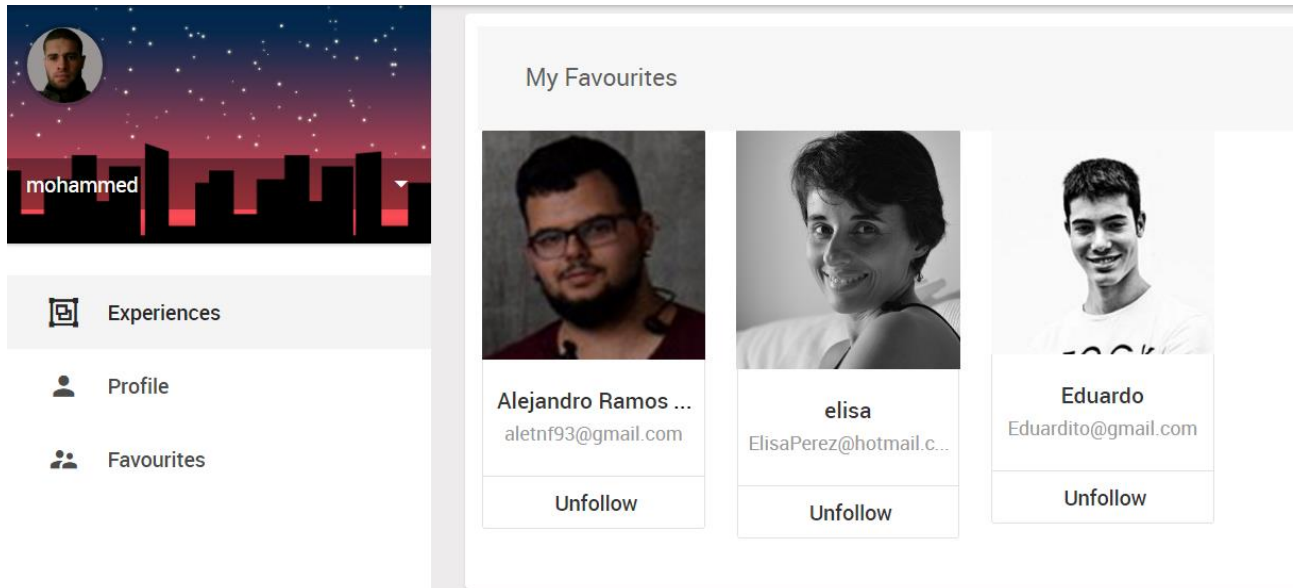 mohammed
Experiences
Profile
Favourites
My Favourites
Alejandro Ramos ...
aletnf93@gmail.com
Unfollow
elisa
ElisaPerez@hotmail.c...
Unfollow
Eduardo
Eduardito@gmail.com
Unfollow